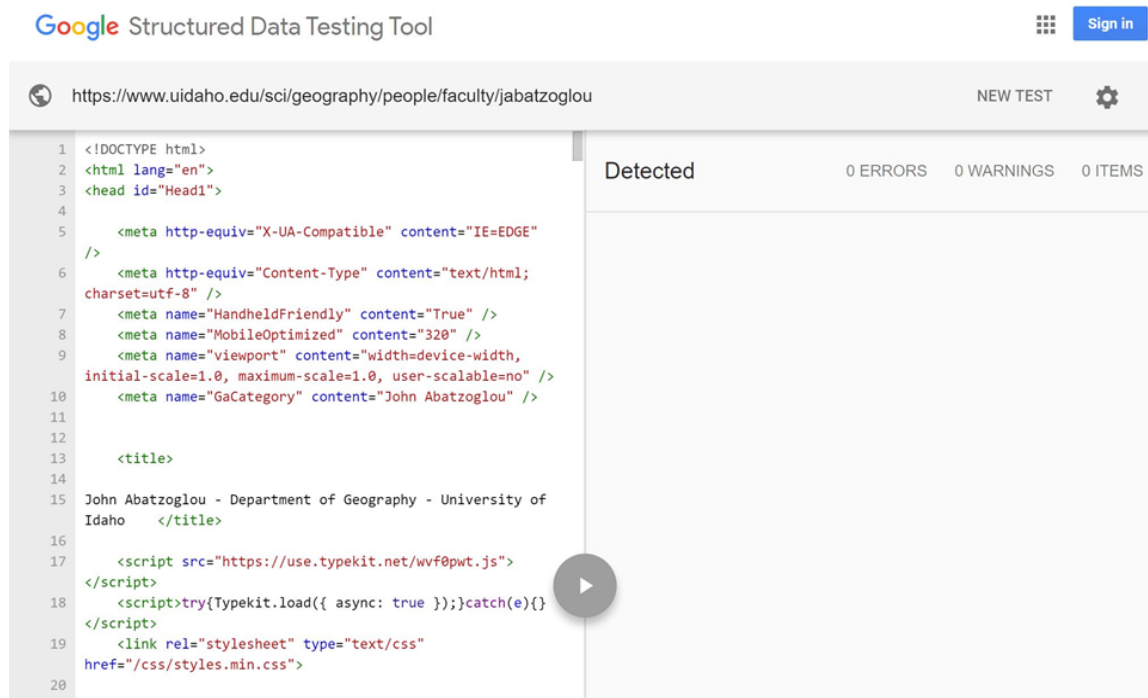 Google Structured Data Testing Tool
Sign in
https://www.uidaho.edu/sci/geography/people/faculty/jabatzoglou
NEW TEST
1 <!DOCTYPE html>
2 <html lang="en">
3 <head id="Head1">
4
5 <meta http-equiv="X-UA-Compatible" content="IE=EDGE"
/>
6 <meta http-equiv="Content-Type" content="text/html;
charset=utf-8" />
7 <meta name="HandheldFriendly" content="True" />
8 <meta name="MobileOptimized" content="320" />
9 <meta name="viewport" content="width=device-width,
initial-scale=1.0, maximum-scale=1.0, user-scalable=no" />
10 <meta name="GaCategory" content="John Abatzoglou" />
11
12
13 <title>
14
15 John Abatzoglou - Department of Geography - University of
Idaho </title>
16
17 <script src="https://use.typekit.net/wvf0pwt.js">
</script>
18 <script>try{Typekit.load({ async: true });}catch(e){}
</script>
19 <link rel="stylesheet" type="text/css"
href="/css/styles.min.css">
20
Detected
0 ERRORS
0 WARNINGS
0 ITEMS